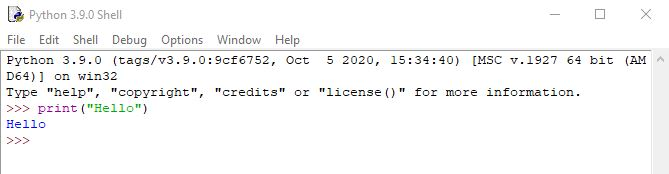 Python 3.9.0 Shell
File Edit Shell Debug Options Window Help
Python 3.9.0 (tags/v3.9.0:9cf6752, Oct  5 2020, 15:34:40) [MSC v.1927 64 bit (AM
D64)] on win32
Type "help", "copyright", "credits" or "license()" for more information.
>>> print("Hello")
Hello
>>>